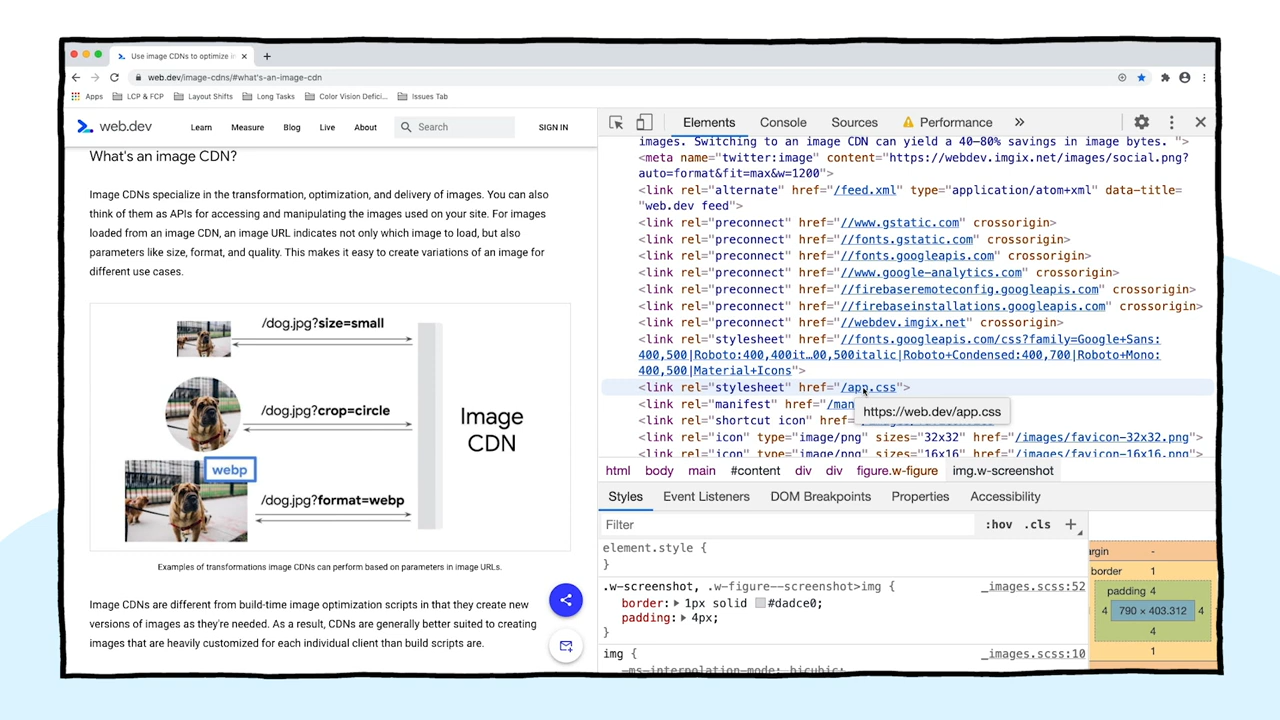 Use image CDNs to optimize i
web.dev/image-cdns/#what's-an-image-cdn
Apps LCP & FCP Layout Shifts Long Tasks Color Vision Defici... Issues Tab
web.dev Learn Measure Blog Live About Search SIGN IN
What's an image CDN?
Image CDNs specialize in the transformation, optimization, and delivery of images. You can also
think of them as APIs for accessing and manipulating the images used on your site. For images
loaded from an image CDN, an image URL indicates not only which image to load, but also
parameters like size, format, and quality. This makes it easy to create variations of an image for
different use cases.
/dog.jpg?size=small
/dog.jpg?crop=circle
Image
CDN
webp
/dog.jpg?format=webp
Examples of transformations image CDNs can perform based on parameters in image URLs.
Image CDNs are different from build-time image optimization scripts in that they create new
versions of images as they're needed. As a result, CDNs are generally better suited to creating
images that are heavily customized for each individual client than build scripts are.
Elements Console Sources Performance »
images. Switching to an image CDN can yield a 40–80% savings in image bytes. ">
<meta name="twitter:image" content="https://webdev.imgix.net/images/social.png?
auto=format&fit=max&w=1200">
<link rel="alternate" href="/feed.xml" type="application/atom+xml" data-title=
"web.dev feed">
<link rel="preconnect" href="//www.gstatic.com" crossorigin>
<link rel="preconnect" href="//fonts.gstatic.com" crossorigin>
<link rel="preconnect" href="//fonts.googleapis.com" crossorigin>
<link rel="preconnect" href="//www.google-analytics.com" crossorigin>
<link rel="preconnect" href="//firebaseremoteconfig.googleapis.com" crossorigin>
<link rel="preconnect" href="//firebaseinstallations.googleapis.com" crossorigin>
<link rel="preconnect" href="//webdev.imgix.net" crossorigin>
<link rel="stylesheet" href="//fonts.googleapis.com/css?family=Google+Sans:
400,500|Roboto:400,400it…00,500italic|Roboto+Condensed:400,700|Roboto+Mono:
400,500|Material+Icons">
<link rel="stylesheet" href="/app.css">
<link rel="manifest" href="/man
https://web.dev/app.css
<link rel="shortcut icon" href=
<link rel="icon" type="image/png" sizes="32x32" href="/images/favicon-32x32.png">
<link rel="icon" type="image/png" sizes="16x16" href="/images/favicon-16x16.png">
html body main #content div div figure.w-figure img.w-screenshot
Styles Event Listeners DOM Breakpoints Properties Accessibility
Filter :hov .cls +
element.style {
}
.w-screenshot, .w-figure--screenshot>img { _images.scss:52
border: 1px solid #dadce0;
padding: 4px;
}
img { _images.scss:10
-ms-interpolation-mode: bicubic;
rgin -
border 1
padding 4
4 790 × 403.312 4
4
1